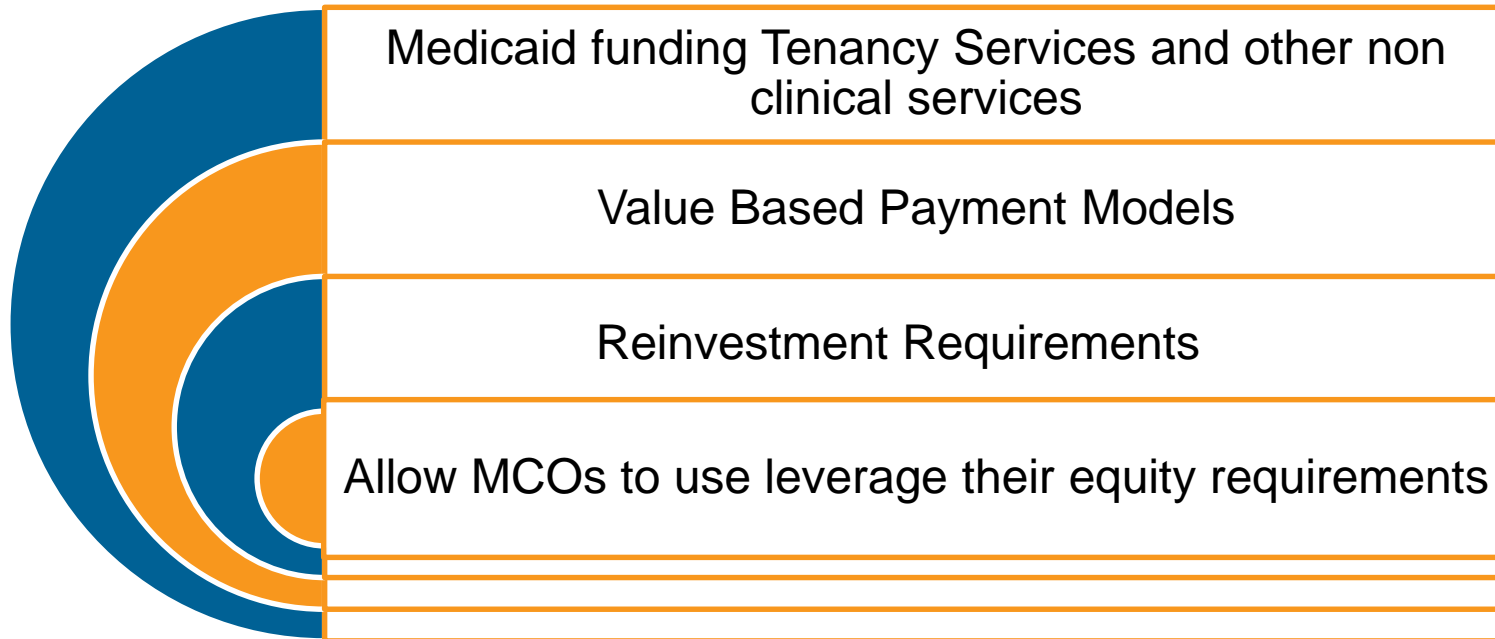 Medicaid funding Tenancy Services and other non
clinical services
Value Based Payment Models
Reinvestment Requirements
Allow MCOs to use leverage their equity requirements